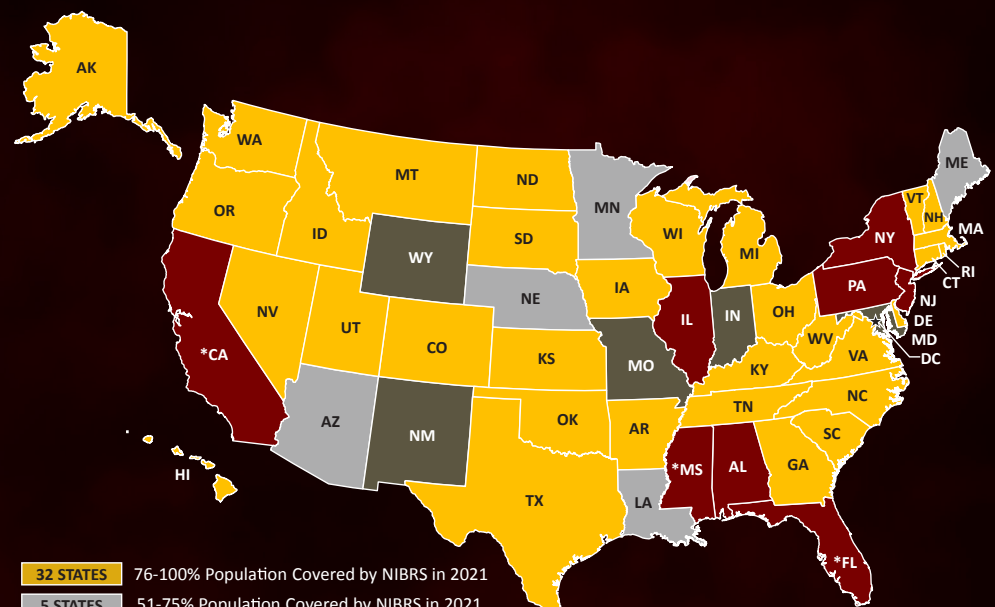 AK
WA
MT
ND
MN
ME
VT
NH
MA
OR
ID
SD
WI
MI
NY
RI
CT
WY
PA
NJ
NE
IA
IL
IN
OH
DE
MD
DC
NV
UT
CO
KS
MO
WV
VA
KY
*CA
NC
TN
OK
AR
SC
AZ
NM
*MS
AL
GA
HI
TX
LA
*FL
32 STATES 76-100% Population Covered by NIBRS in 2021
5 STATES 51-75% Population Covered by NIBRS in 2021